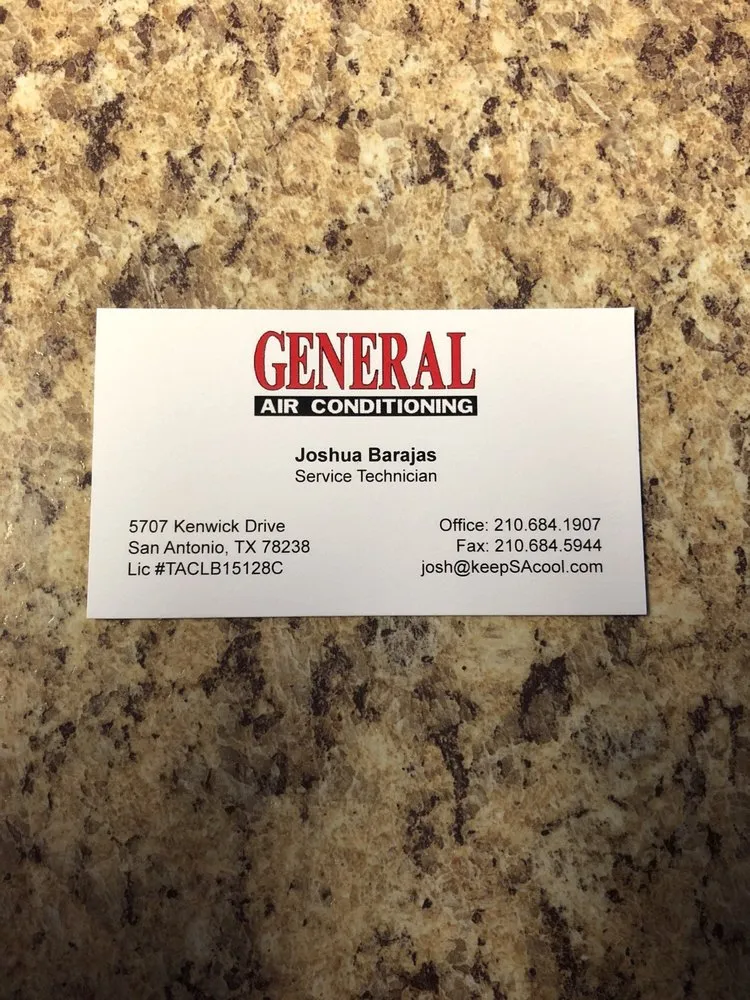 GENERAL
AIR CONDITIONING
Joshua Barajas
Service Technician
5707 Kenwick Drive
San Antonio, TX 78238
Lic #TACLB15128C
Office: 210.684.1907
Fax: 210.684.5944
josh@keepSAcool.com